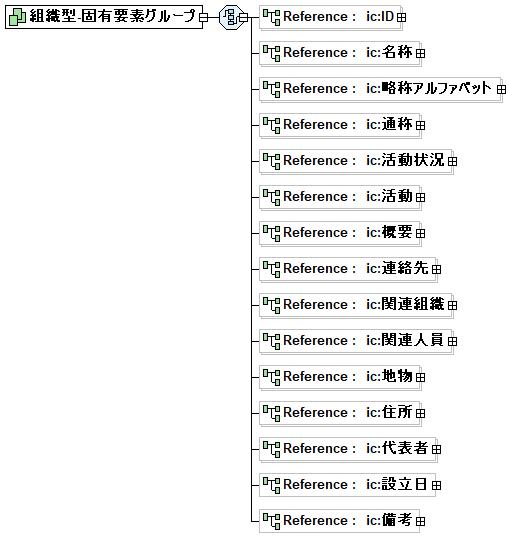 組織型-固有要素グループ
Reference : ic:ID
Reference : ic:名称
Reference : ic:略称アルファベット
Reference : ic:通称
Reference : ic:活動状況
Reference : ic:活動
Reference : ic:概要
Reference : ic:連絡先
Reference : ic:関連組織
Reference : ic:関連人員
Reference : ic:地物
Reference : ic:住所
Reference : ic:代表者
Reference : ic:設立日
Reference : ic:備考